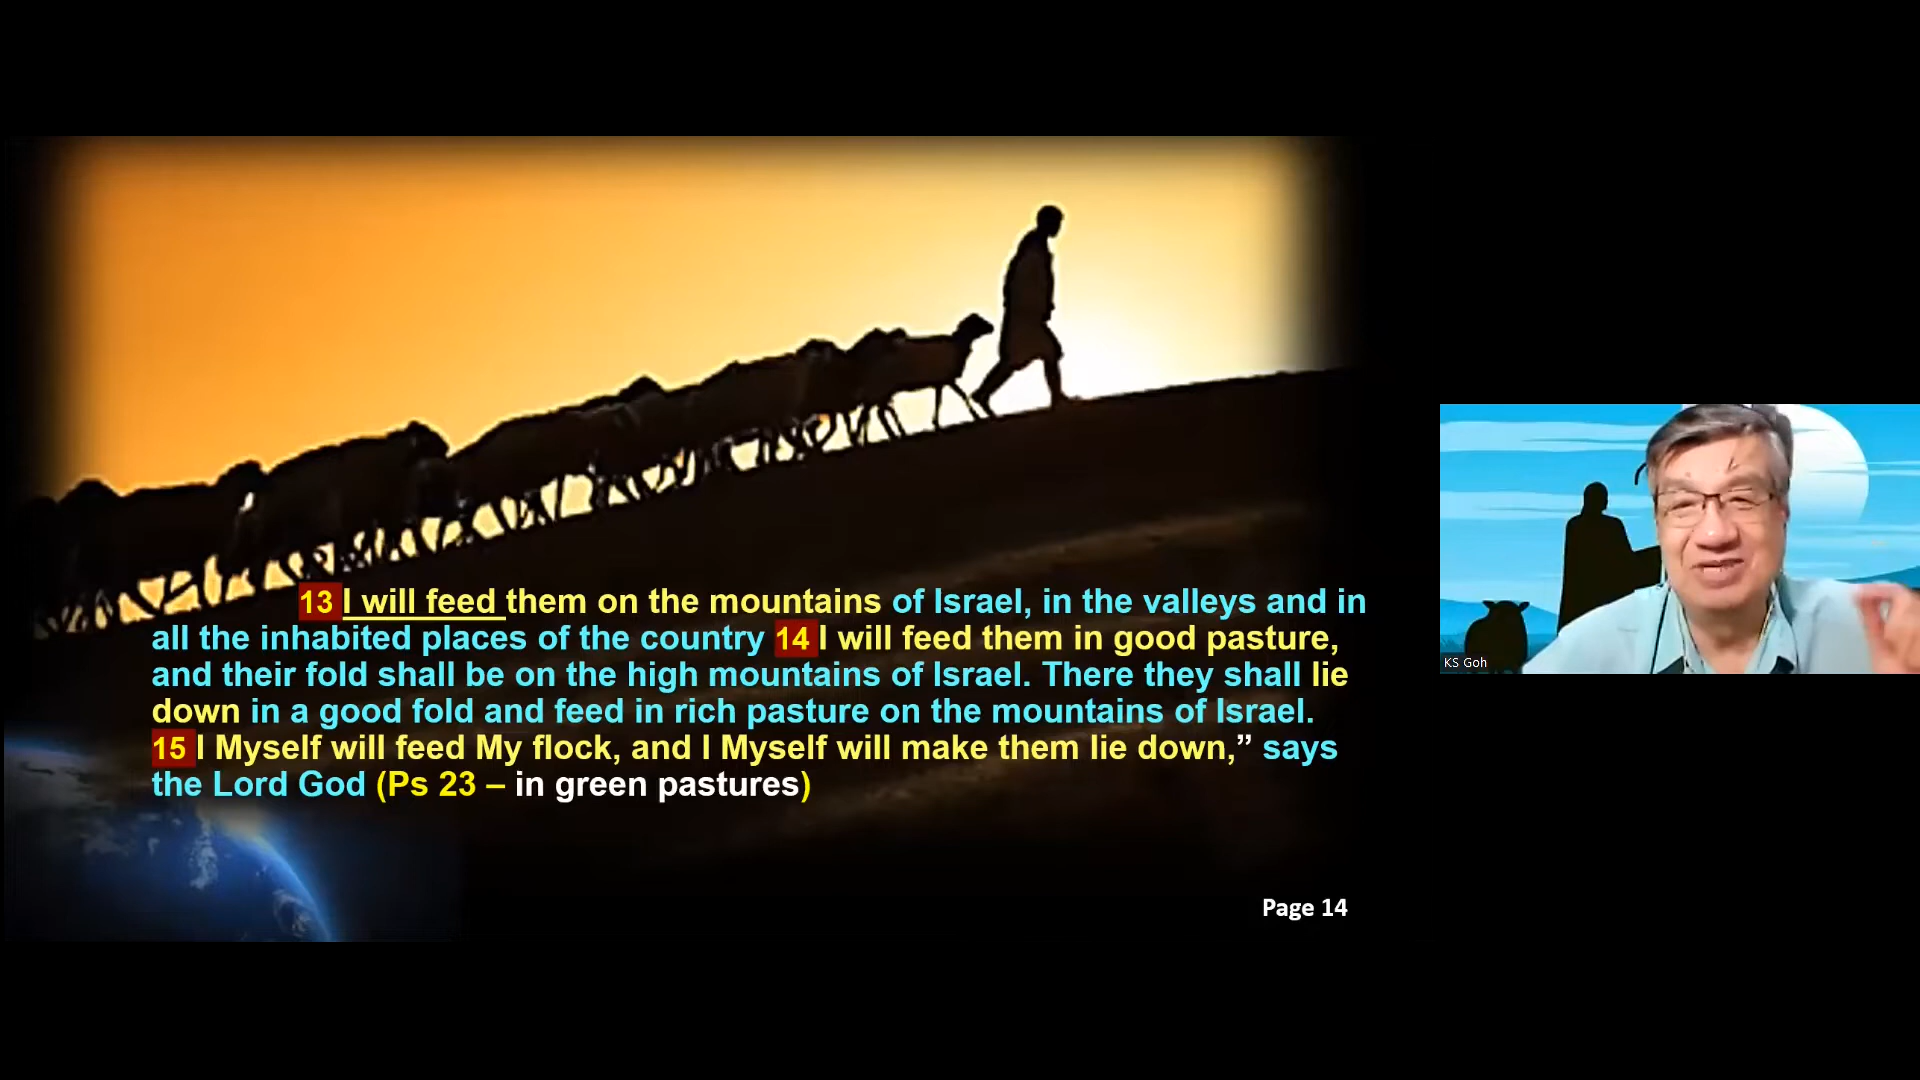 13 I will feed them on the mountains of Israel, in the valleys and in
all the inhabited places of the country 14 I will feed them in good pasture,
and their fold shall be on the high mountains of Israel. There they shall lie
down in a good fold and feed in rich pasture on the mountains of Israel.
15 I Myself will feed My flock, and I Myself will make them lie down,” says
the Lord God (Ps 23 – in green pastures)
Page 14
KS Goh